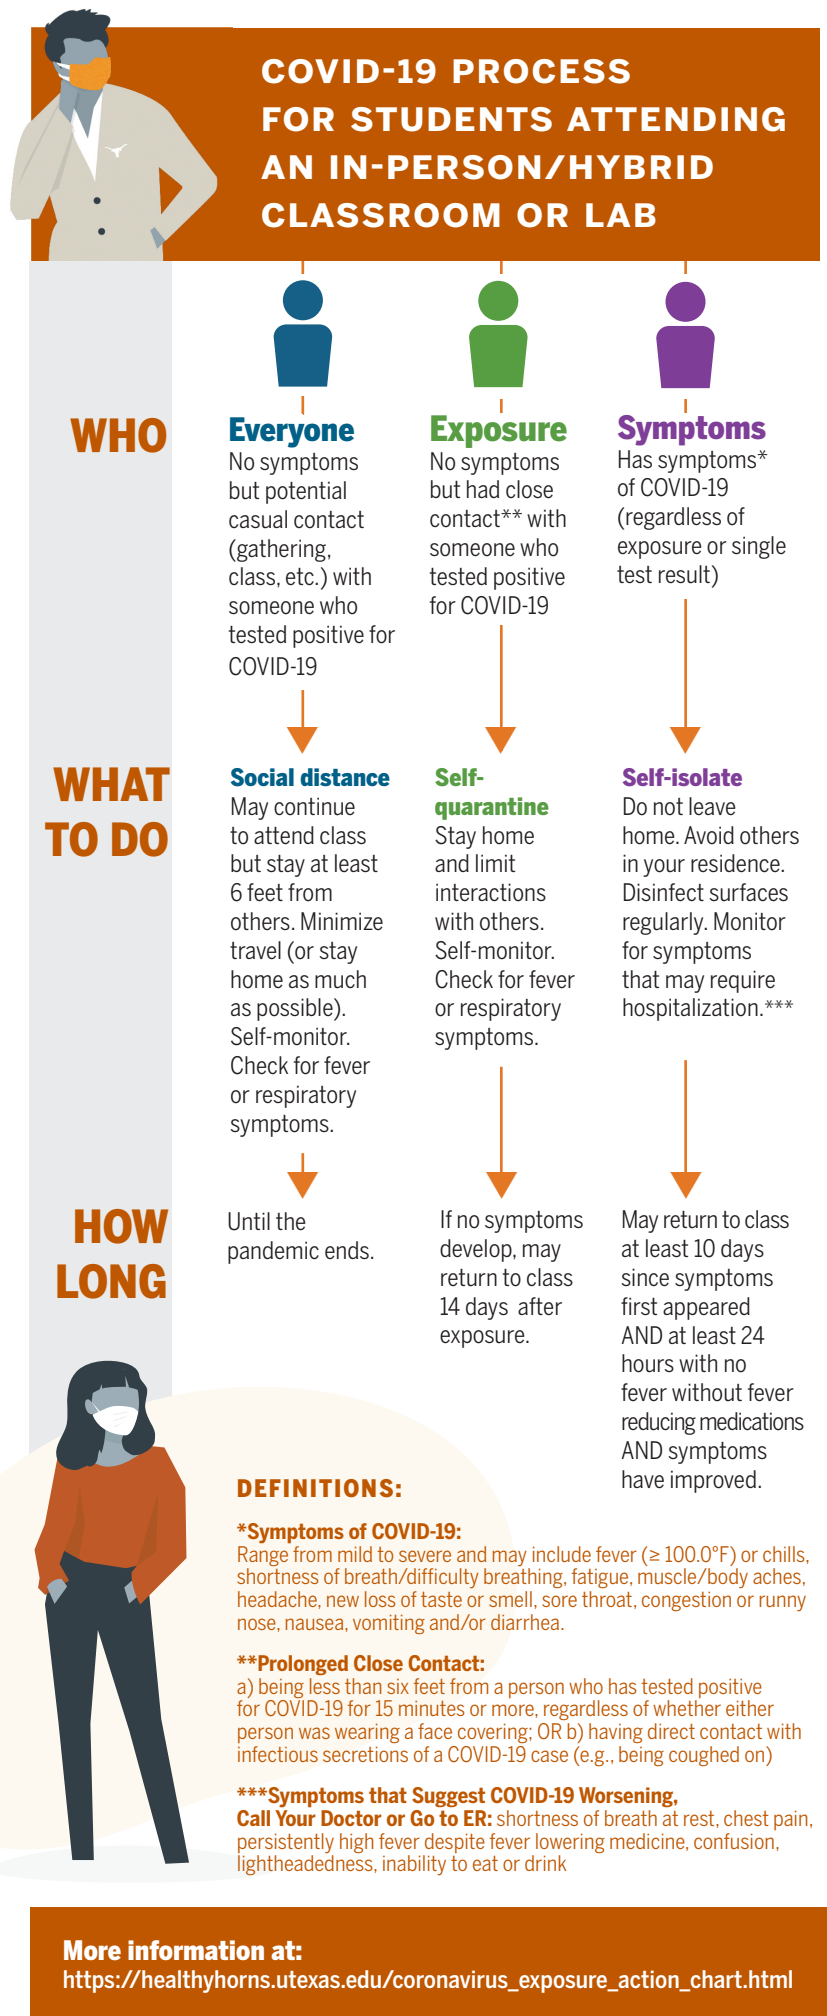 COVID-19 PROCESS
FOR STUDENTS ATTENDING
AN IN-PERSON/HYBRID
CLASSROOM OR LAB
WHO
Everyone
No symptoms
but potential
casual contact
(gathering,
class, etc.) with
someone who
tested positive for
COVID-19
Exposure
No symptoms
but had close
contact** with
someone who
tested positive
for COVID-19
Symptoms
Has symptoms*
of COVID-19
(regardless of
exposure or single
test result)
WHAT
TO DO
Social distance
May continue
to attend class
but stay at least
6 feet from
others. Minimize
travel (or stay
home as much
as possible).
Self-monitor.
Check for fever
or respiratory
symptoms.
Self-
quarantine
Stay home
and limit
interactions
with others.
Self-monitor.
Check for fever
or respiratory
symptoms.
Self-isolate
Do not leave
home. Avoid others
in your residence.
Disinfect surfaces
regularly. Monitor
for symptoms
that may require
hospitalization.***
HOW
LONG
Until the
pandemic ends.
If no symptoms
develop, may
return to class
14 days after
exposure.
May return to class
at least 10 days
since symptoms
first appeared
AND at least 24
hours with no
fever without fever
reducing medications
AND symptoms
have improved.
DEFINITIONS:
*Symptoms of COVID-19:
Range from mild to severe and may include fever (≥ 100.0°F) or chills,
shortness of breath/difficulty breathing, fatigue, muscle/body aches,
headache, new loss of taste or smell, sore throat, congestion or runny
nose, nausea, vomiting and/or diarrhea.
**Prolonged Close Contact:
a) being less than six feet from a person who has tested positive
for COVID-19 for 15 minutes or more, regardless of whether either
person was wearing a face covering; OR b) having direct contact with
infectious secretions of a COVID-19 case (e.g., being coughed on)
***Symptoms that Suggest COVID-19 Worsening,
Call Your Doctor or Go to ER: shortness of breath at rest, chest pain,
persistently high fever despite fever lowering medicine, confusion,
lightheadedness, inability to eat or drink
More information at:
https://healthyhorns.utexas.edu/coronavirus_exposure_action_chart.html